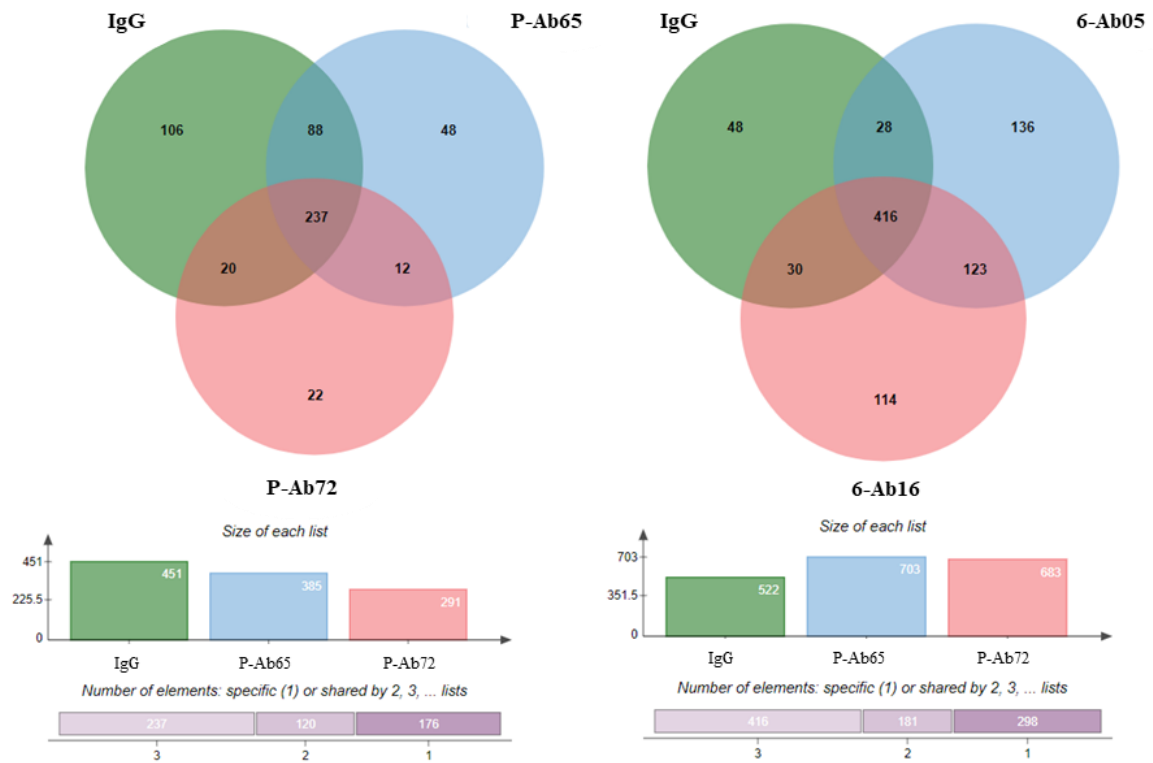 IgG
P-Ab65
106
88
48
237
20
12
22
P-Ab72
Size of each list
451
225.5
0
451
385
291
IgG
P-Ab65
P-Ab72
Number of elements: specific (1) or shared by 2, 3, ... lists
237
120
176
3
2
1
IgG
6-Ab05
48
28
136
416
30
123
114
6-Ab16
Size of each list
703
351.5
0
522
703
683
IgG
P-Ab65
P-Ab72
Number of elements: specific (1) or shared by 2, 3, ... lists
416
181
298
3
2
1